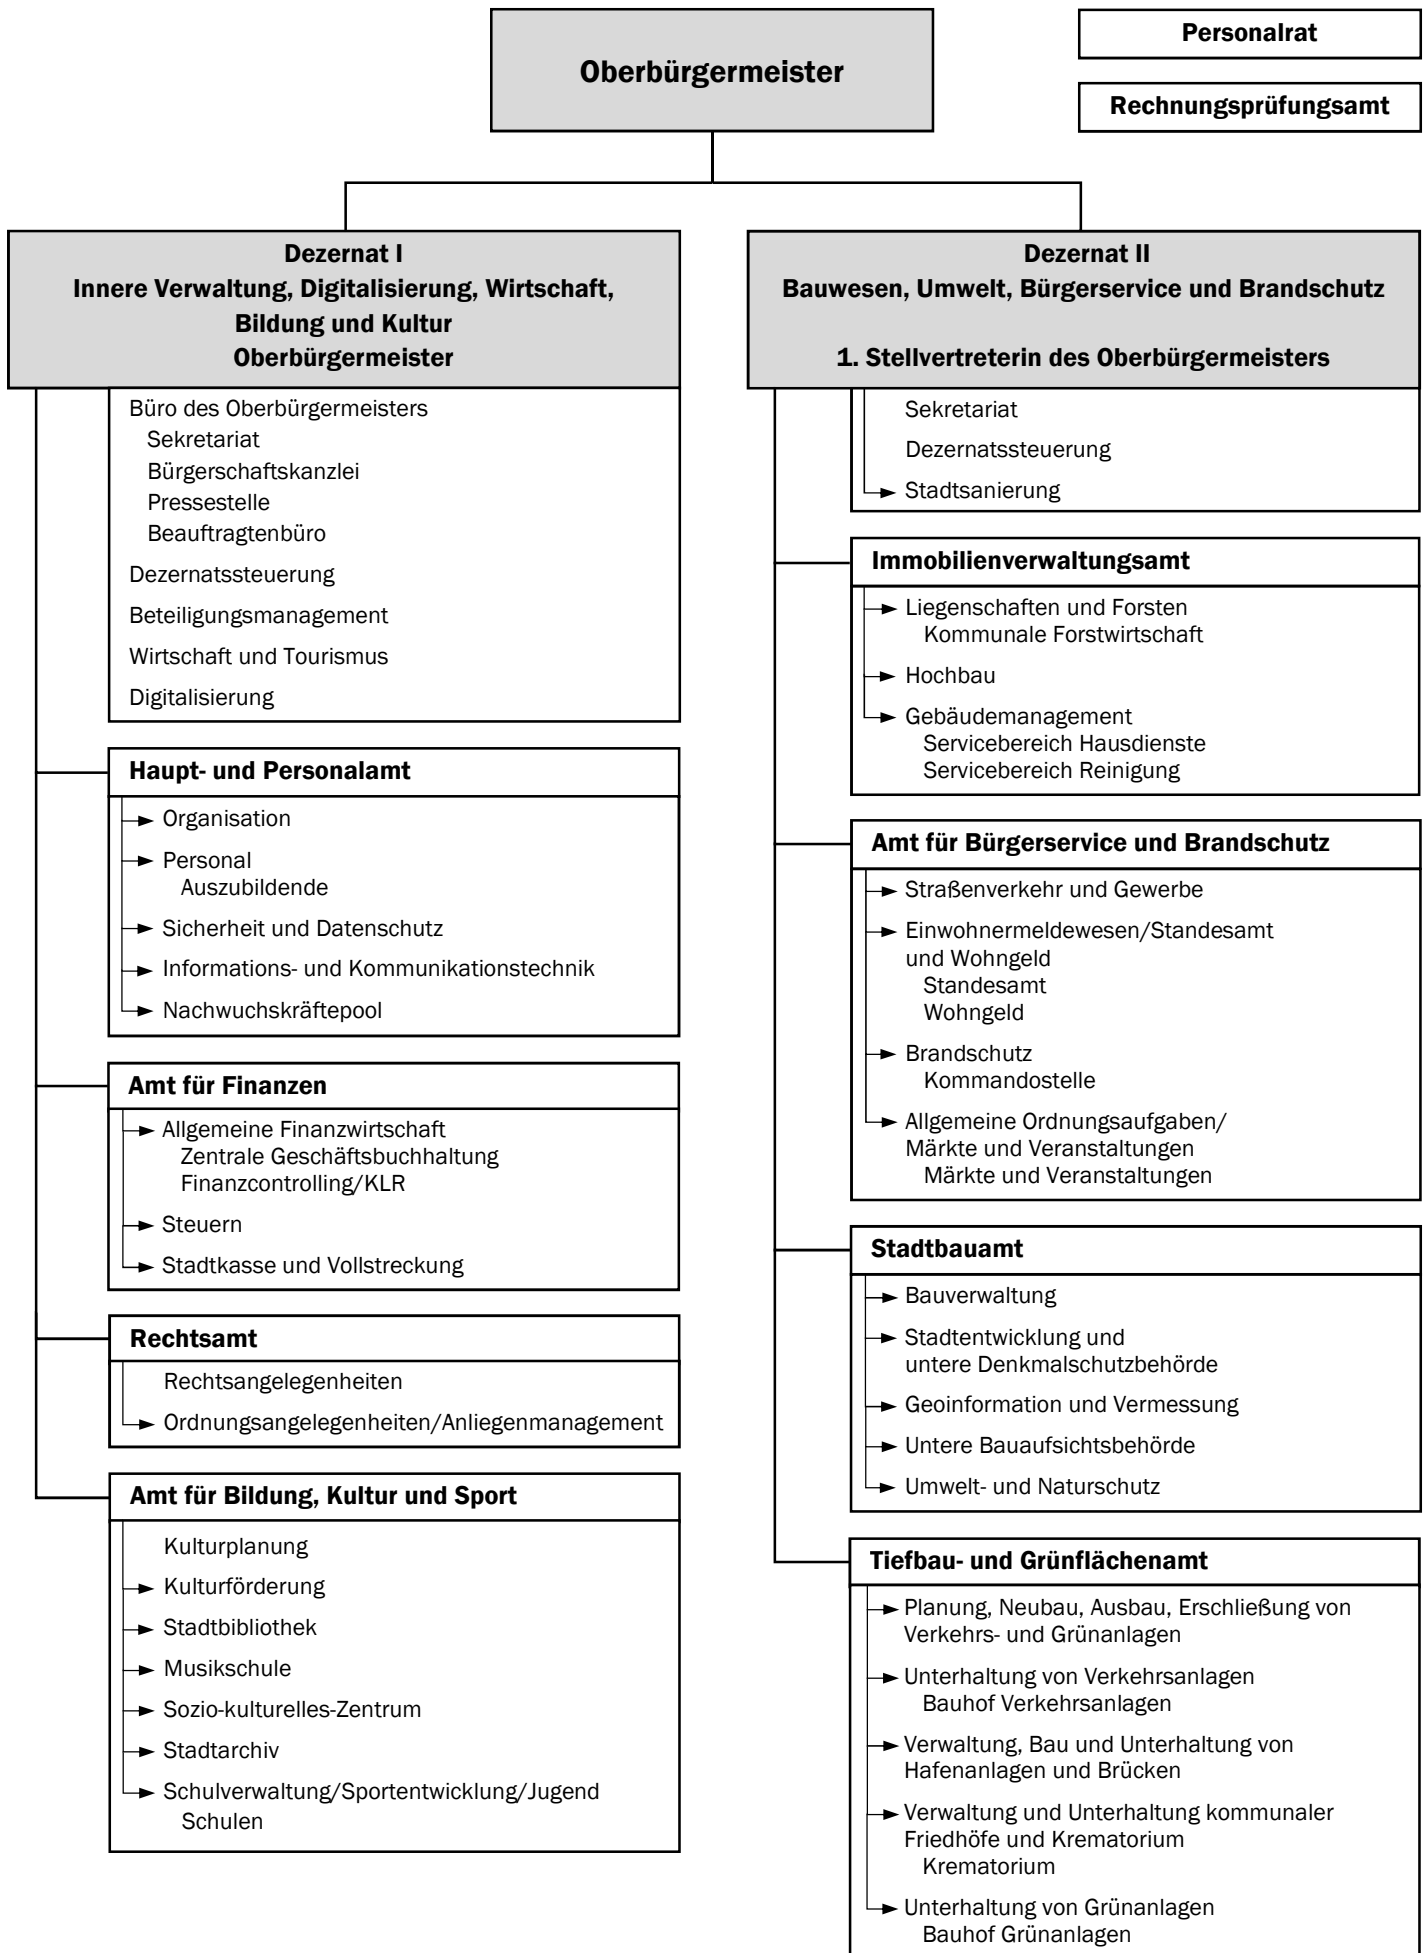 Oberbürgermeister
Personalrat
Rechnungsprüfungsamt
Dezernat I
Innere Verwaltung, Digitalisierung, Wirtschaft,
Bildung und Kultur
Oberbürgermeister
Büro des Oberbürgermeisters
Sekretariat
Bürgerschaftskanzlei
Pressestelle
Beauftragtenbüro
Dezernatssteuerung
Beteiligungsmanagement
Wirtschaft und Tourismus
Digitalisierung
Haupt- und Personalamt
Organisation
Personal
Auszubildende
Sicherheit und Datenschutz
Informations- und Kommunikationstechnik
Nachwuchskräftepool
Amt für Finanzen
Allgemeine Finanzwirtschaft
Zentrale Geschäftsbuchhaltung
Finanzcontrolling/KLR
Steuern
Stadtkasse und Vollstreckung
Rechtsamt
Rechtsangelegenheiten
Ordnungsangelegenheiten/Anliegenmanagement
Amt für Bildung, Kultur und Sport
Kulturplanung
Kulturförderung
Stadtbibliothek
Musikschule
Sozio-kulturelles-Zentrum
Stadtarchiv
Schulverwaltung/Sportentwicklung/Jugend
Schulen
Dezernat II
Bauwesen, Umwelt, Bürgerservice und Brandschutz
1. Stellvertreterin des Oberbürgermeisters
Sekretariat
Dezernatssteuerung
Stadtsanierung
Immobilienverwaltungsamt
Liegenschaften und Forsten
Kommunale Forstwirtschaft
Hochbau
Gebäudemanagement
Servicebereich Hausdienste
Servicebereich Reinigung
Amt für Bürgerservice und Brandschutz
Straßenverkehr und Gewerbe
Einwohnermeldewesen/Standesamt
und Wohngeld
Standesamt
Wohngeld
Brandschutz
Kommandostelle
Allgemeine Ordnungsaufgaben/
Märkte und Veranstaltungen
Märkte und Veranstaltungen
Stadtbauamt
Bauverwaltung
Stadtentwicklung und
untere Denkmalschutzbehörde
Geoinformation und Vermessung
Untere Bauaufsichtsbehörde
Umwelt- und Naturschutz
Tiefbau- und Grünflächenamt
Planung, Neubau, Ausbau, Erschließung von
Verkehrs- und Grünanlagen
Unterhaltung von Verkehrsanlagen
Bauhof Verkehrsanlagen
Verwaltung, Bau und Unterhaltung von
Hafenanlagen und Brücken
Verwaltung und Unterhaltung kommunaler
Friedhöfe und Krematorium
Krematorium
Unterhaltung von Grünanlagen
Bauhof Grünanlagen